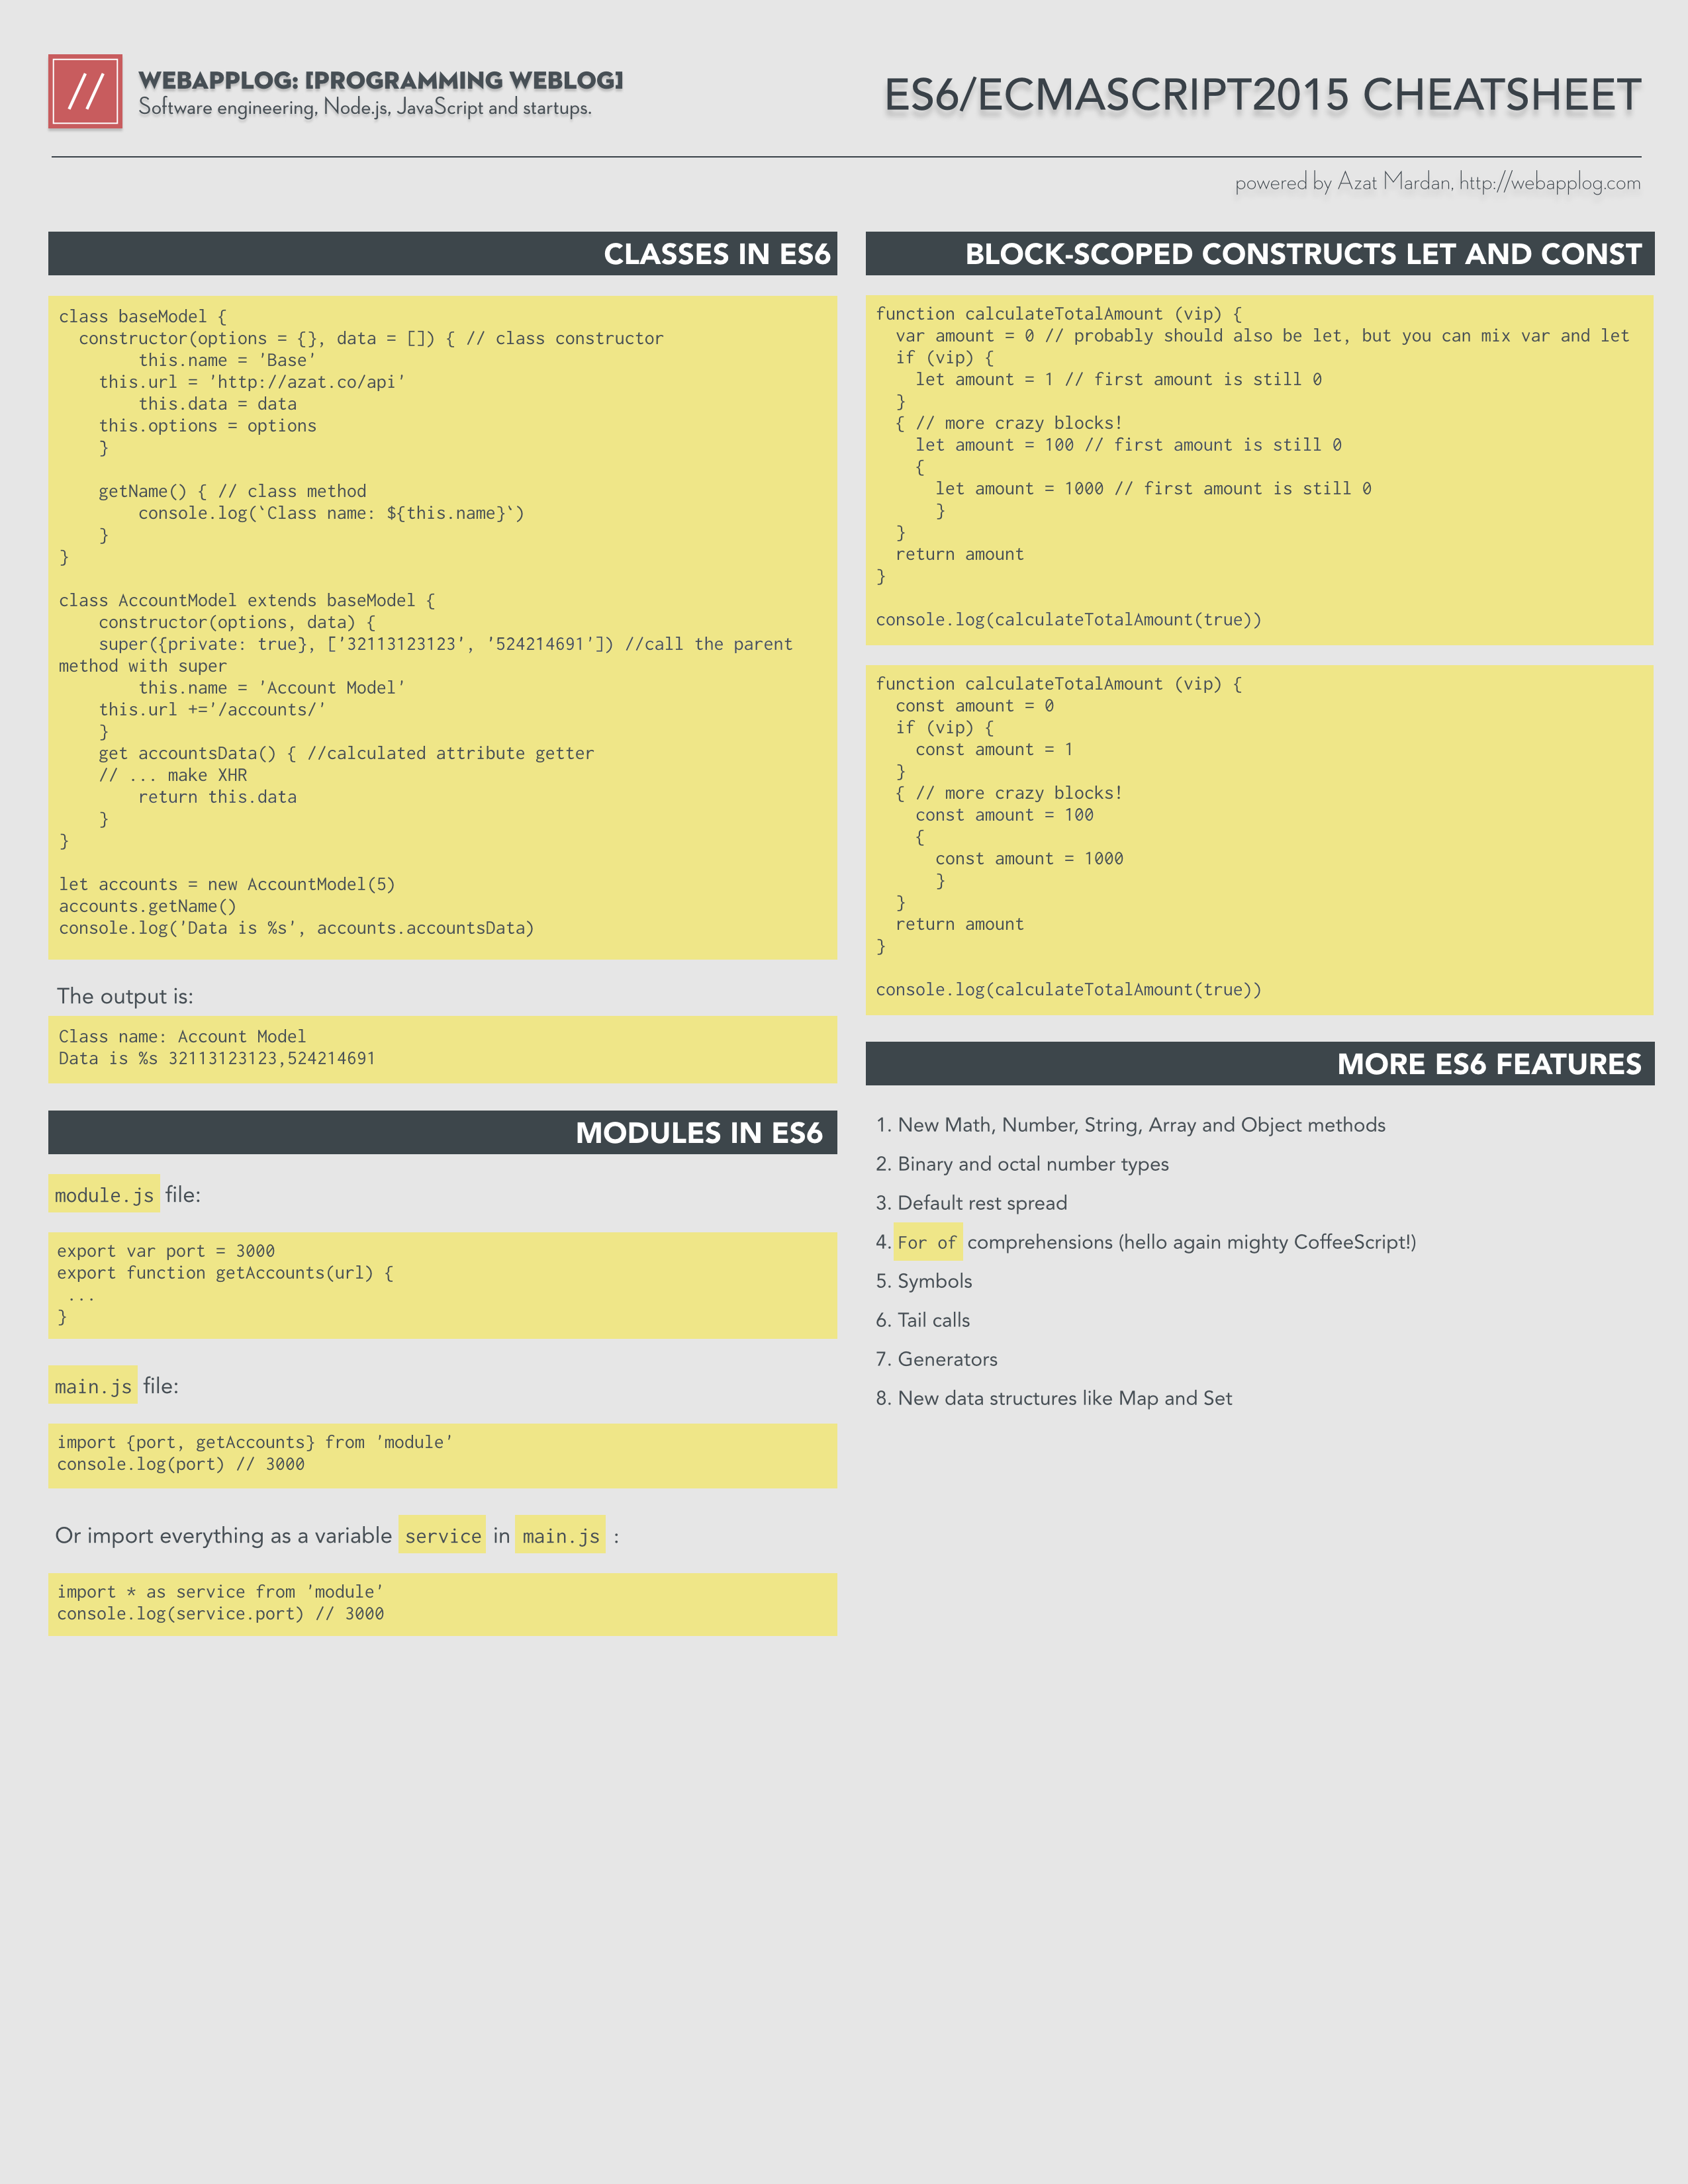 //
WEBAPPLOG: [PROGRAMMING WEBLOG]
Software engineering, Node.js, JavaScript and startups.
ES6/ECMASCRIPT2015 CHEATSHEET
powered by Azat Mardan, http://webapplog.com
CLASSES IN ES6
class baseModel {
  constructor(options = {}, data = []) { // class constructor
        this.name = 'Base'
    this.url = 'http://azat.co/api'
        this.data = data
    this.options = options
    }

    getName() { // class method
        console.log(`Class name: ${this.name}`)
    }
}

class AccountModel extends baseModel {
    constructor(options, data) {
    super({private: true}, ['32113123123', '524214691']) //call the parent
method with super
        this.name = 'Account Model'
    this.url +='/accounts/'
    }
    get accountsData() { //calculated attribute getter
    // ... make XHR
        return this.data
    }
}

let accounts = new AccountModel(5)
accounts.getName()
console.log('Data is %s', accounts.accountsData)
The output is:
Class name: Account Model
Data is %s 32113123123,524214691
MODULES IN ES6
module.js file:
export var port = 3000
export function getAccounts(url) {
 ...
}
main.js file:
import {port, getAccounts} from 'module'
console.log(port) // 3000
Or import everything as a variable service in main.js :
import * as service from 'module'
console.log(service.port) // 3000
BLOCK-SCOPED CONSTRUCTS LET AND CONST
function calculateTotalAmount (vip) {
  var amount = 0 // probably should also be let, but you can mix var and let
  if (vip) {
    let amount = 1 // first amount is still 0
  }
  { // more crazy blocks!
    let amount = 100 // first amount is still 0
    {
      let amount = 1000 // first amount is still 0
      }
  }
  return amount
}

console.log(calculateTotalAmount(true))
function calculateTotalAmount (vip) {
  const amount = 0
  if (vip) {
    const amount = 1
  }
  { // more crazy blocks!
    const amount = 100
    {
      const amount = 1000
      }
  }
  return amount
}

console.log(calculateTotalAmount(true))
MORE ES6 FEATURES
1. New Math, Number, String, Array and Object methods
2. Binary and octal number types
3. Default rest spread
4. For of comprehensions (hello again mighty CoffeeScript!)
5. Symbols
6. Tail calls
7. Generators
8. New data structures like Map and Set